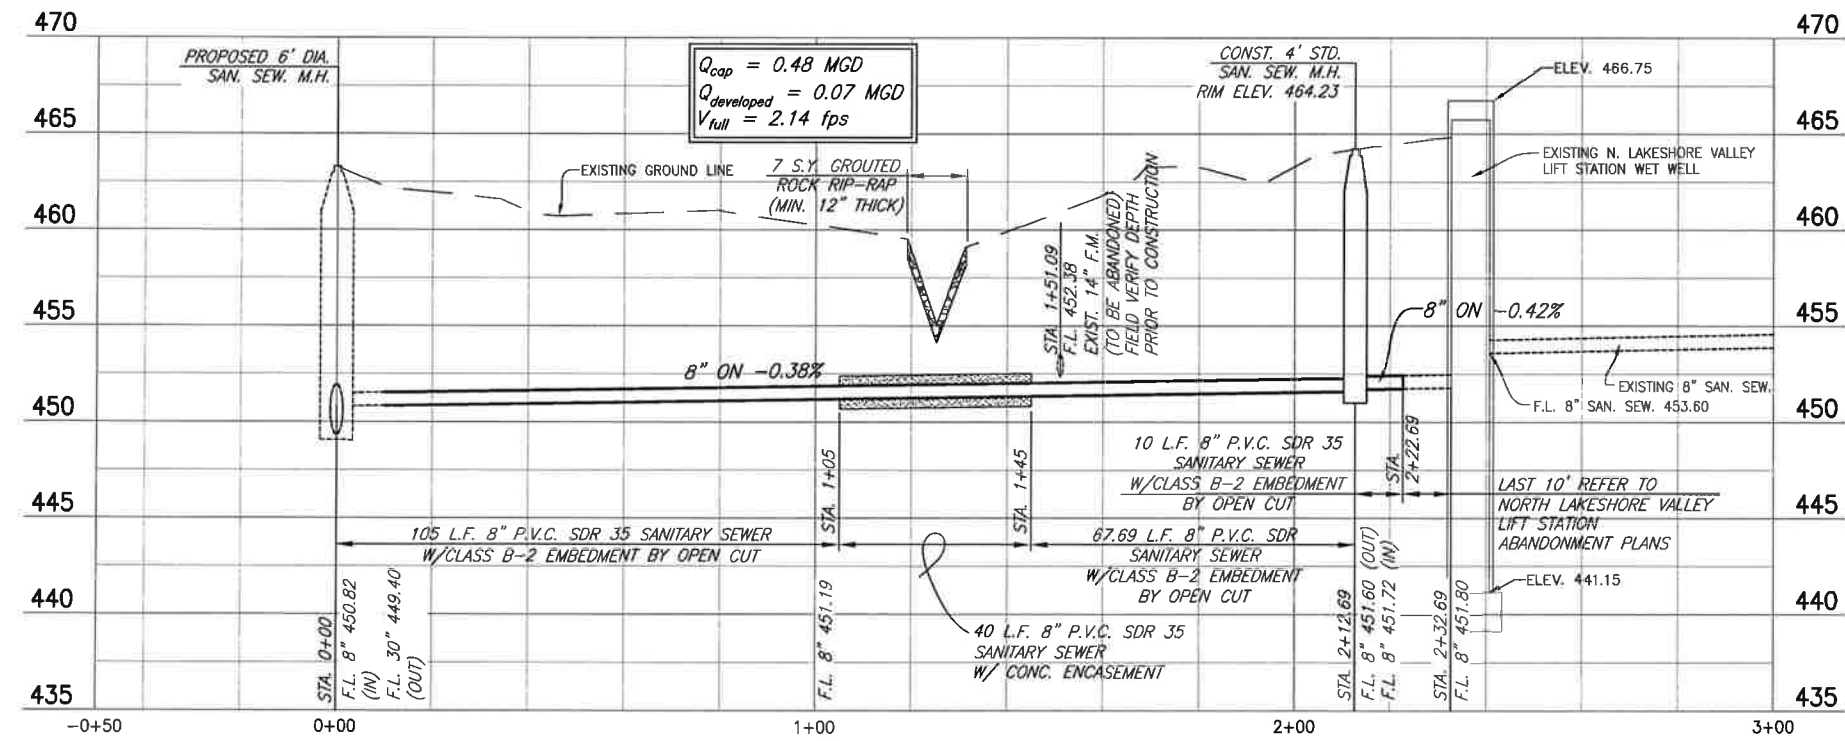 470
470
PROPOSED 6' DIA.
SAN. SEW. M.H.
Qcap = 0.48 MGD
Qdeveloped = 0.07 MGD
Vfull = 2.14 fps
CONST. 4' STD.
SAN. SEW. M.H.
RIM ELEV. 464.23
ELEV. 466.75
465
465
EXISTING GROUND LINE
7 S.Y. GROUTED
ROCK RIP-RAP
(MIN. 12" THICK)
EXISTING N. LAKESHORE VALLEY
LIFT STATION WET WELL
460
460
STA. 1+51.09
F.L. 452.38
EXIST. 14" F.M.
(TO BE ABANDONED)
FIELD VERIFY DEPTH
PRIOR TO CONSTRUCTION
455
455
8" ON -0.42%
8" ON -0.38%
EXISTING 8" SAN. SEW.
F.L. 8" SAN. SEW. 453.60
450
450
10 L.F. 8" P.V.C. SDR 35
SANITARY SEWER
W/CLASS B-2 EMBEDMENT
BY OPEN CUT
STA.
2+22.69
STA. 1+05
STA. 1+45
LAST 10' REFER TO
NORTH LAKESHORE VALLEY
LIFT STATION
ABANDONMENT PLANS
445
445
105 L.F. 8" P.V.C. SDR 35 SANITARY SEWER
W/CLASS B-2 EMBEDMENT BY OPEN CUT
67.69 L.F. 8" P.V.C. SDR
SANITARY SEWER
W/CLASS B-2 EMBEDMENT
BY OPEN CUT
ELEV. 441.15
440
440
STA. 0+00
F.L. 8" 450.82
(IN)
F.L. 30" 449.40
(OUT)
F.L. 8" 451.19
40 L.F. 8" P.V.C. SDR 35
SANITARY SEWER
W/ CONC. ENCASEMENT
STA. 2+12.69
F.L. 8" 451.60 (OUT)
F.L. 8" 451.72 (IN)
STA. 2+32.69
F.L. 8" 451.80
435
435
-0+50
0+00
1+00
2+00
3+00